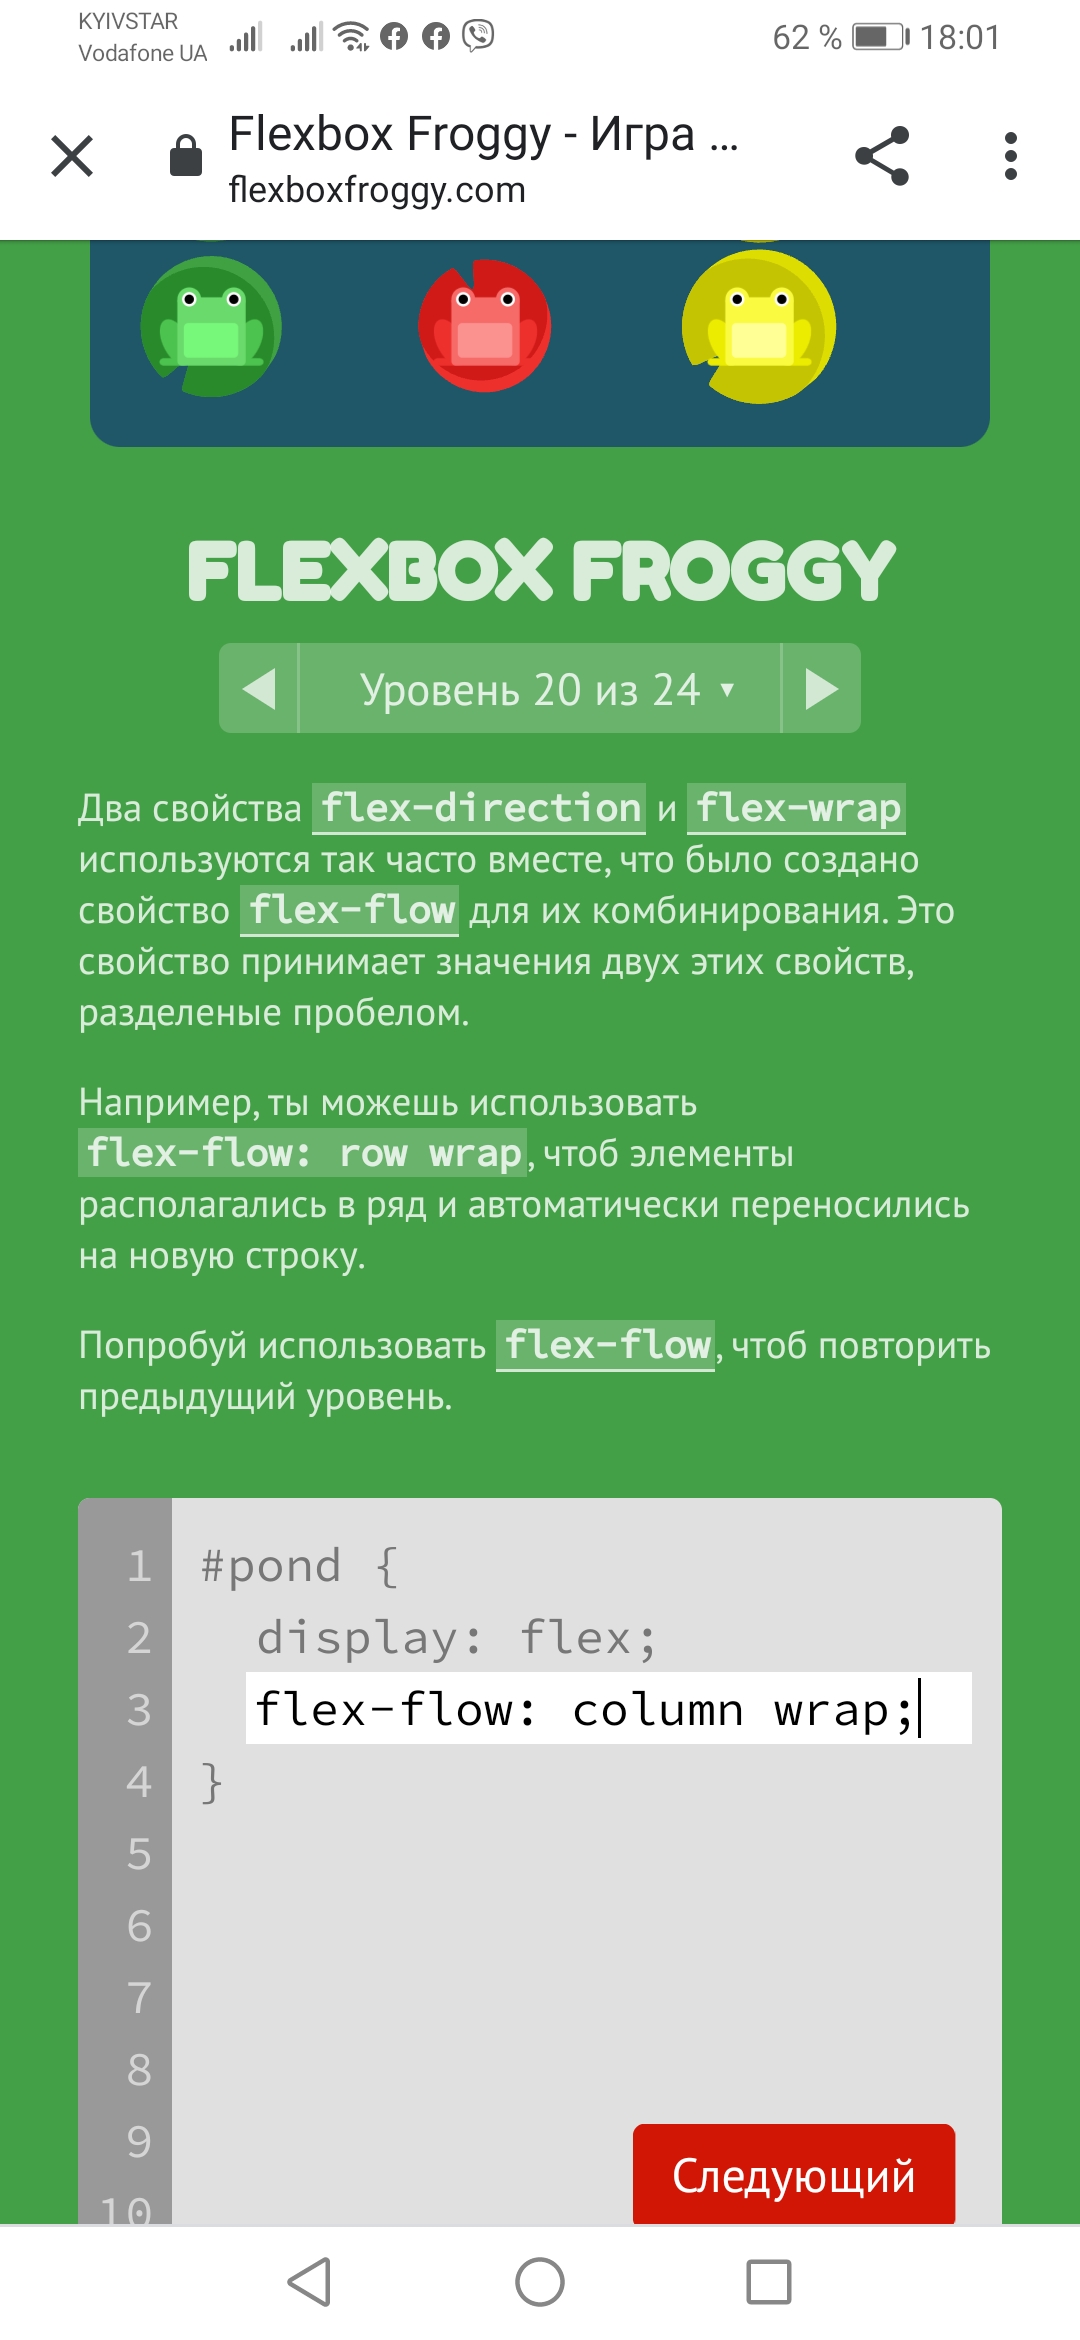 KYIVSTAR
Vodafone UA
62 %
18:01
Flexbox Froggy - Игра ...
flexboxfroggy.com
FLEXBOX FROGGY
Уровень 20 из 24 ▾
Два свойства flex-direction и flex-wrap
используются так часто вместе, что было создано
свойство flex-flow для их комбинирования. Это
свойство принимает значения двух этих свойств,
разделеные пробелом.
Например, ты можешь использовать
flex-flow: row wrap, чтоб элементы
располагались в ряд и автоматически переносились
на новую строку.
Попробуй использовать flex-flow, чтоб повторить
предыдущий уровень.
1 #pond {
2 display: flex;
3 flex-flow: column wrap;
4 }
5
6
7
8
9
10
Следующий